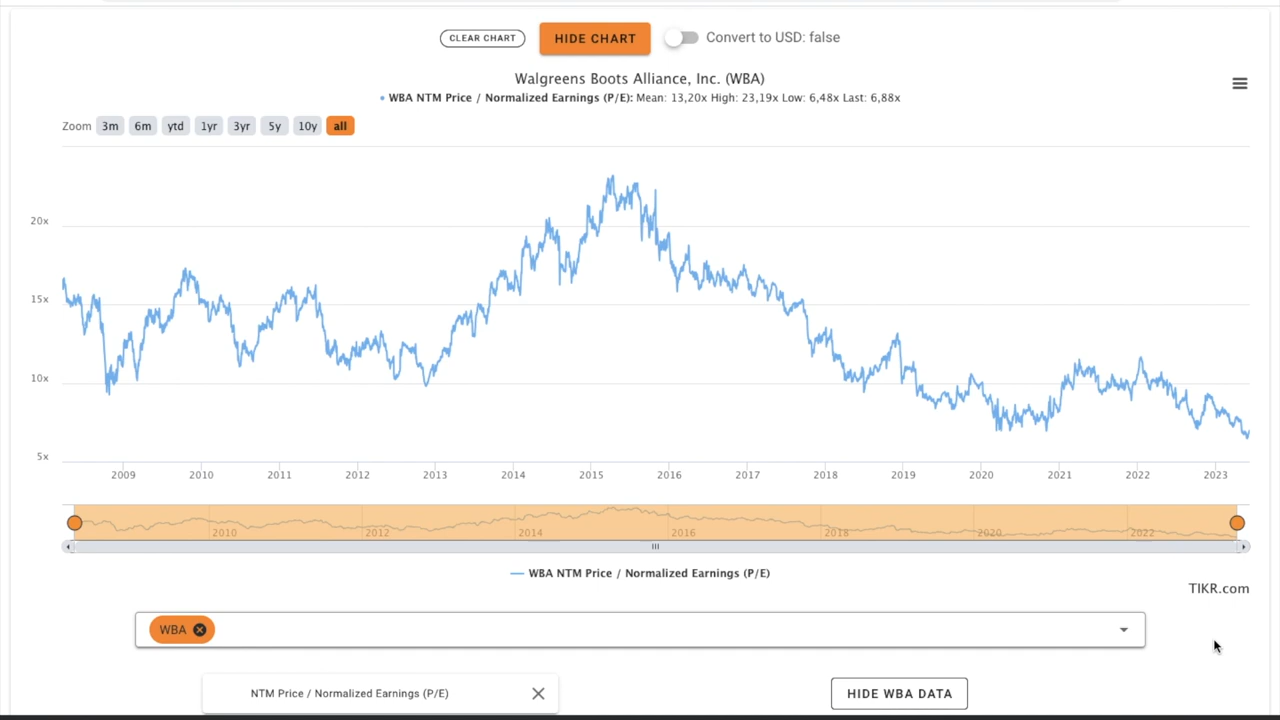 CLEAR CHART
HIDE CHART
Convert to USD: false
Walgreens Boots Alliance, Inc. (WBA)
WBA NTM Price / Normalized Earnings (P/E): Mean: 13,20x High: 23,19x Low: 6,48x Last: 6,88x
Zoom 3m 6m ytd 1yr 3yr 5y 10y all
20x
15x
10x
5x
2009 2010 2011 2012 2013 2014 2015 2016 2017 2018 2019 2020 2021 2022 2023
2010 2012 2014 2016 2018 2020 2022
WBA NTM Price / Normalized Earnings (P/E)
TIKR.com
WBA
NTM Price / Normalized Earnings (P/E)
HIDE WBA DATA